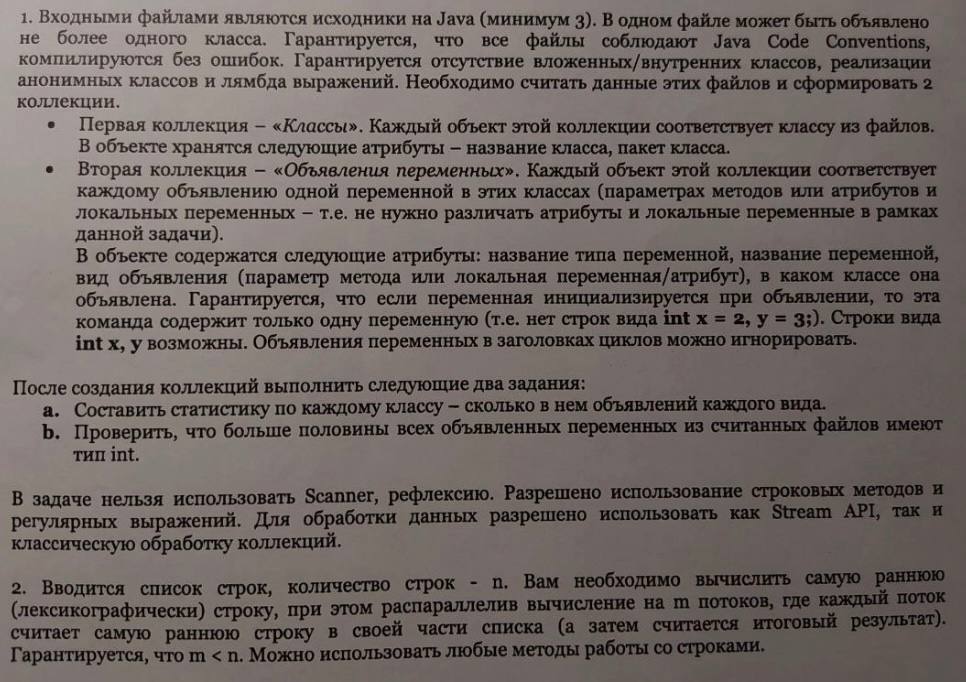 1. Входными файлами являются исходники на Java (минимум 3). В одном файле может быть объявлено
не более одного класса. Гарантируется, что все файлы соблюдают Java Code Conventions,
компилируются без ошибок. Гарантируется отсутствие вложенных/внутренних классов, реализации
анонимных классов и лямбда выражений. Необходимо считать данные этих файлов и сформировать 2
коллекции.
• Первая коллекция – «Классы». Каждый объект этой коллекции соответствует классу из файлов.
В объекте хранятся следующие атрибуты – название класса, пакет класса.
• Вторая коллекция – «Объявления переменных». Каждый объект этой коллекции соответствует
каждому объявлению одной переменной в этих классах (параметрах методов или атрибутов и
локальных переменных – т.е. не нужно различать атрибуты и локальные переменные в рамках
данной задачи).
В объекте содержатся следующие атрибуты: название типа переменной, название переменной,
вид объявления (параметр метода или локальная переменная/атрибут), в каком классе она
объявлена. Гарантируется, что если переменная инициализируется при объявлении, то эта
команда содержит только одну переменную (т.е. нет строк вида int x = 2, y = 3;). Строки вида
int x, y возможны. Объявления переменных в заголовках циклов можно игнорировать.
После создания коллекций выполнить следующие два задания:
a. Составить статистику по каждому классу – сколько в нем объявлений каждого вида.
b. Проверить, что больше половины всех объявленных переменных из считанных файлов имеют
тип int.
В задаче нельзя использовать Scanner, рефлексию. Разрешено использование строковых методов и
регулярных выражений. Для обработки данных разрешено использовать как Stream API, так и
классическую обработку коллекций.
2. Вводится список строк, количество строк - n. Вам необходимо вычислить самую раннюю
(лексикографически) строку, при этом распараллелив вычисление на m потоков, где каждый поток
считает самую раннюю строку в своей части списка (а затем считается итоговый результат).
Гарантируется, что m < n. Можно использовать любые методы работы со строками.